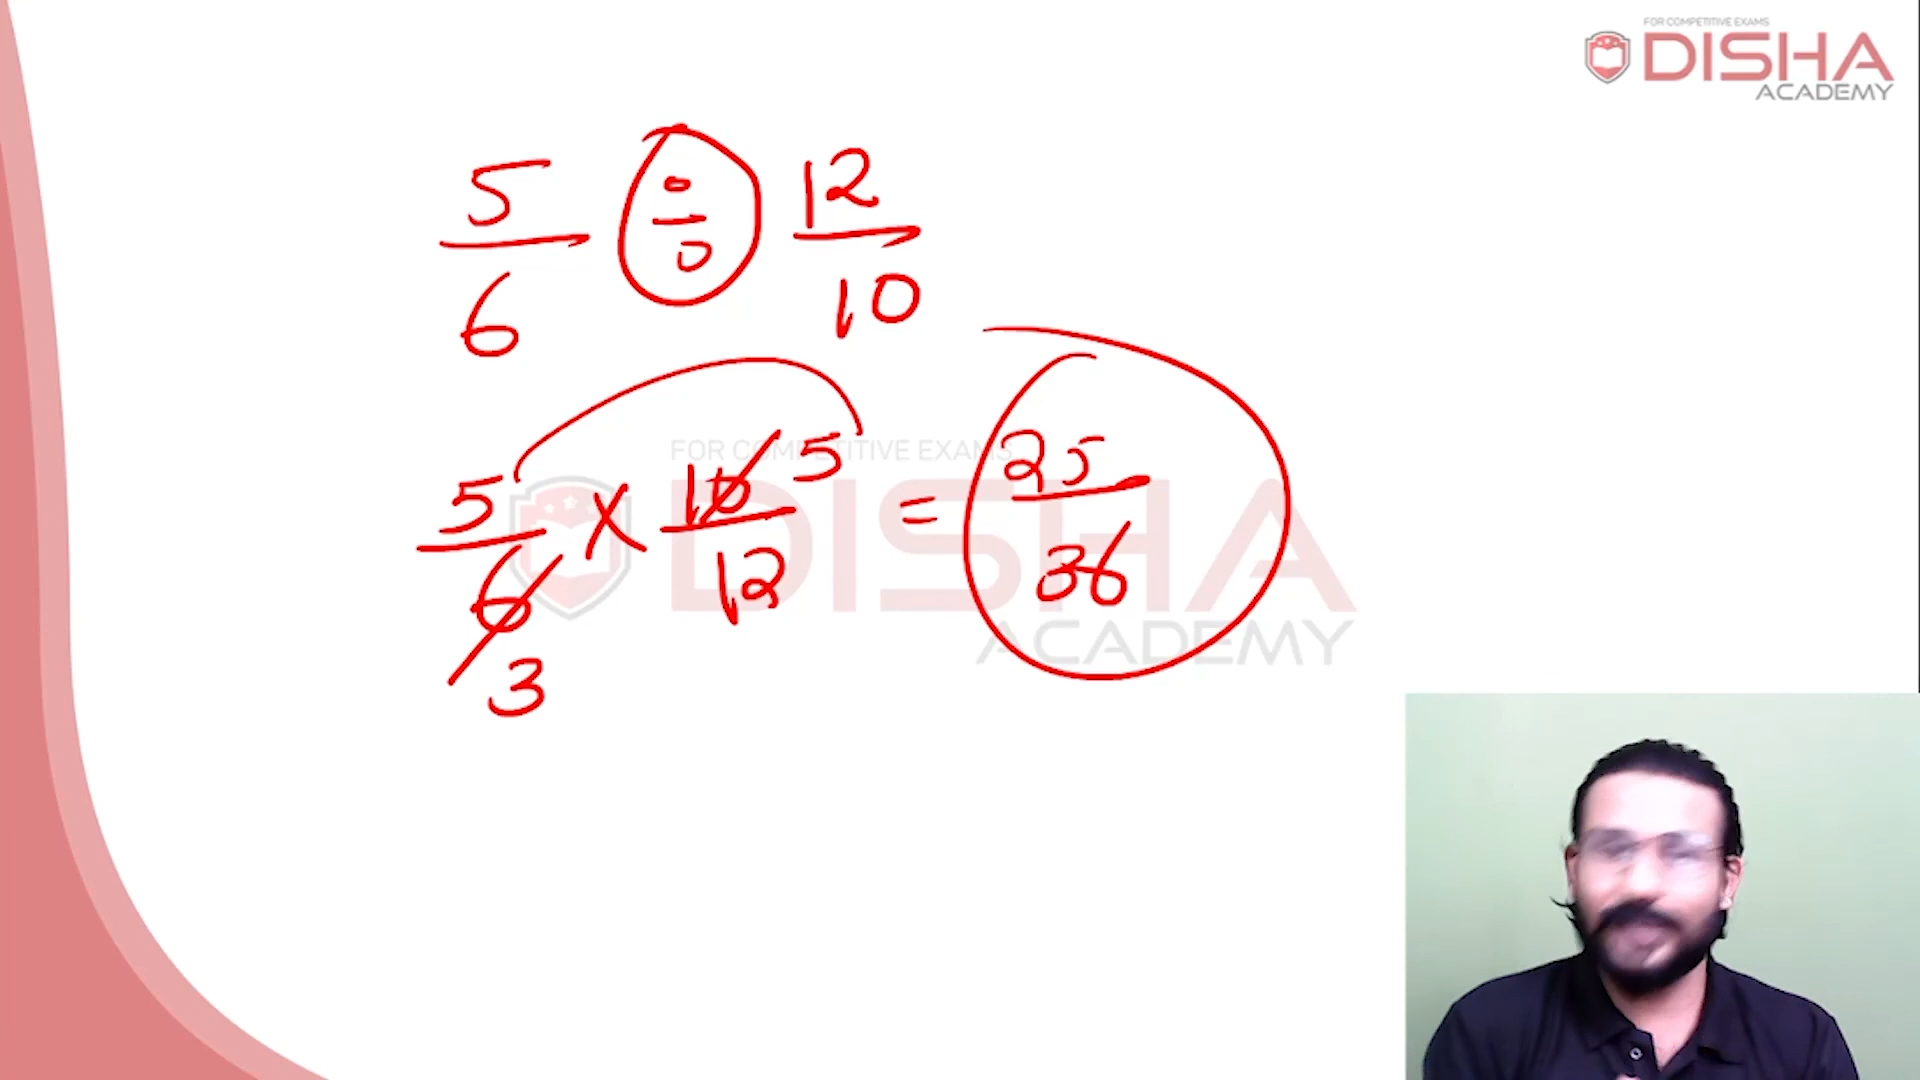 FOR COMPETITIVE EXAMS
DISHA
ACADEMY
5/6 ÷ 12/10
5/6 3 × 10 5/12 = 25/36
FOR COMPETITIVE EXAMS
DISHA
ACADEMY